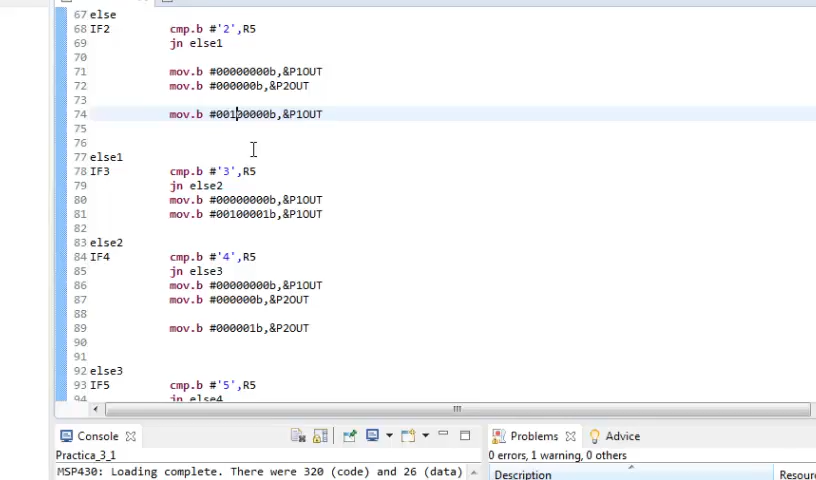 67 else
68 IF2 cmp.b #'2',R5
69 jn else1
70
71 mov.b #00000000b,&P1OUT
72 mov.b #000000b,&P2OUT
73
74 mov.b #00100000b,&P1OUT
75
76
77 else1
78 IF3 cmp.b #'3',R5
79 jn else2
80 mov.b #00000000b,&P1OUT
81 mov.b #00100001b,&P1OUT
82
83 else2
84 IF4 cmp.b #'4',R5
85 jn else3
86 mov.b #00000000b,&P1OUT
87 mov.b #000000b,&P2OUT
88
89 mov.b #000001b,&P2OUT
90
91
92 else3
93 IF5 cmp.b #'5',R5
94 jn else4
Console Problems Advice
Practica_3_1 0 errors, 1 warning, 0 others
MSP430: Loading complete. There were 320 (code) and 26 (data)
Description Resour